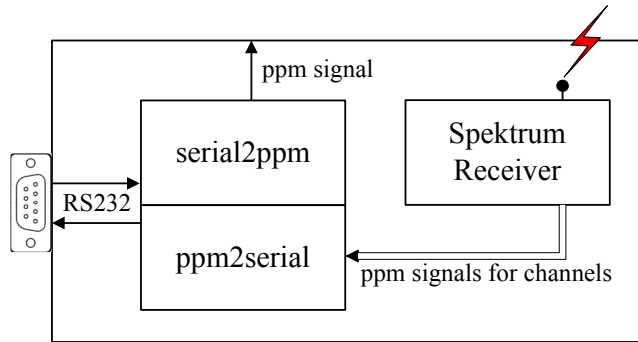 ppm signal
serial2ppm
Spektrum
Receiver
RS232
ppm2serial
ppm signals for channels